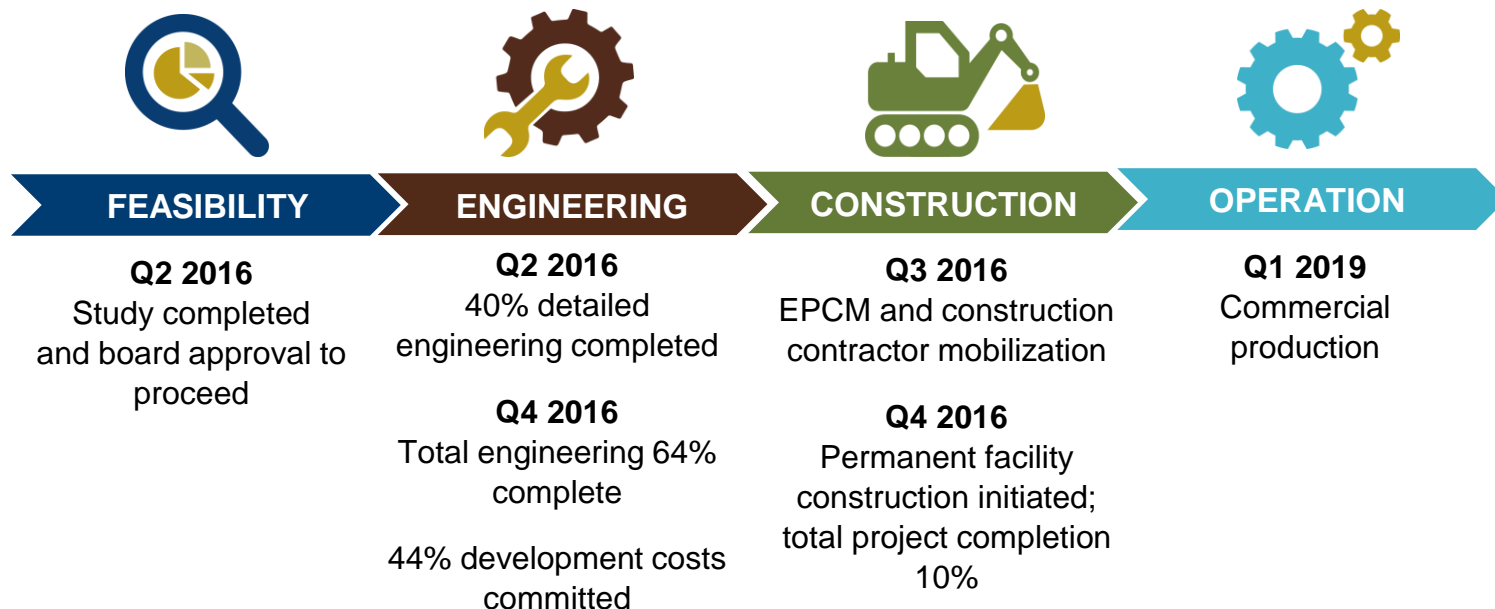 FEASIBILITY
ENGINEERING
CONSTRUCTION
OPERATION
Q2 2016
Study completed
and board approval to
proceed
Q2 2016
40% detailed
engineering completed
Q4 2016
Total engineering 64%
complete
44% development costs
committed
Q3 2016
EPCM and construction
contractor mobilization
Q4 2016
Permanent facility
construction initiated;
total project completion
10%
Q1 2019
Commercial
production